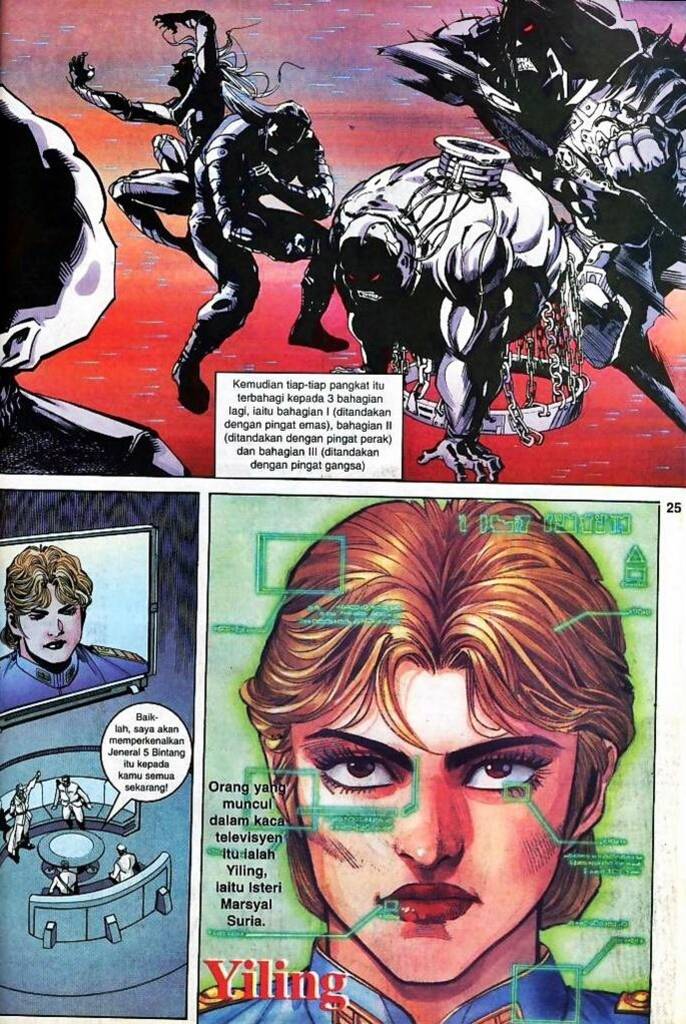 Kemudian tiap-tiap pangkat itu
terbahagi kepada 3 bahagian
lagi, iaitu bahagian I (ditandakan
dengan pingat emas), bahagian II
(ditandakan dengan pingat perak)
dan bahagian III (ditandakan
dengan pingat gangsa)
25
Baik-
lah, saya akan
memperkenalkan
Jeneral 5 Bintang
itu kepada
kamu semua
sekarang!
Orang yang
muncul
dalam kaca
televisyen
itu ialah
Yiling,
iaitu Isteri
Marsyal
Suria.
Yiling